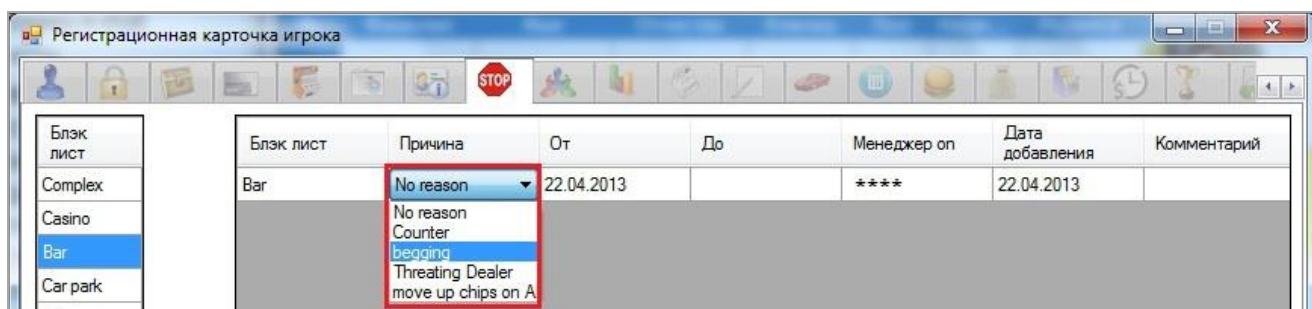 Регистрационная карточка игрока
STOP
Блэк лист
Блэк лист Причина От До Менеджер on Дата добавления Комментарий
Complex
Bar No reason 22.04.2013 **** 22.04.2013
Casino
No reason
Counter
Bar
begging
Threating Dealer
Car park
move up chips on A